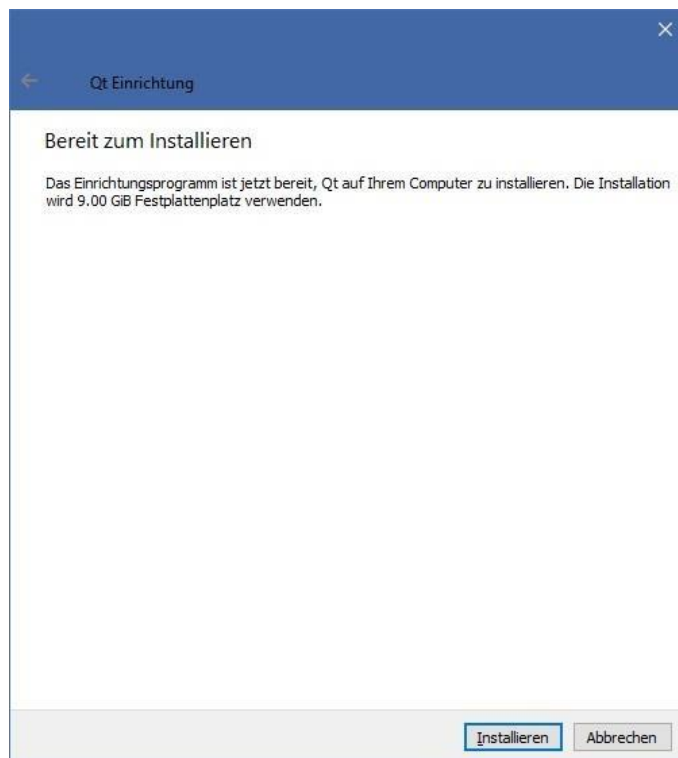 Qt Einrichtung
Bereit zum Installieren
Das Einrichtungsprogramm ist jetzt bereit, Qt auf Ihrem Computer zu installieren. Die Installation
wird 9.00 GiB Festplattenplatz verwenden.
Installieren Abbrechen